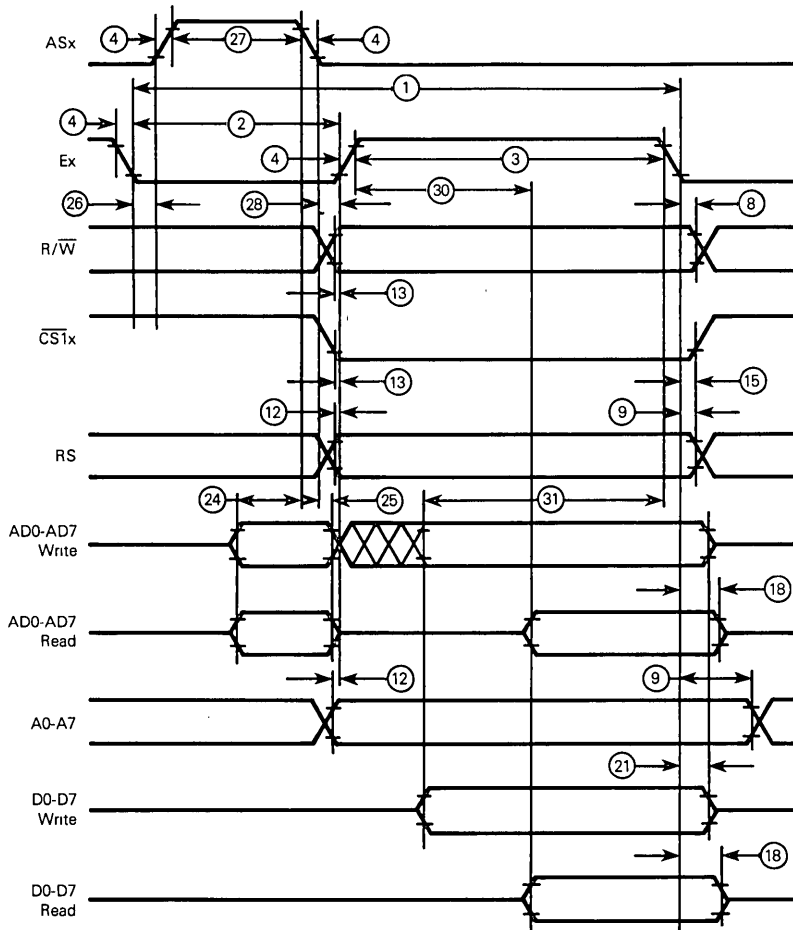 ASx
4
27
4
1
4
2
Ex
4
3
30
26
28
8
R/W̅
13
C̅S̅1̅x
13
15
12
9
RS
24
25
31
AD0-AD7
Write
18
AD0-AD7
Read
12
9
A0-A7
21
D0-D7
Write
18
D0-D7
Read